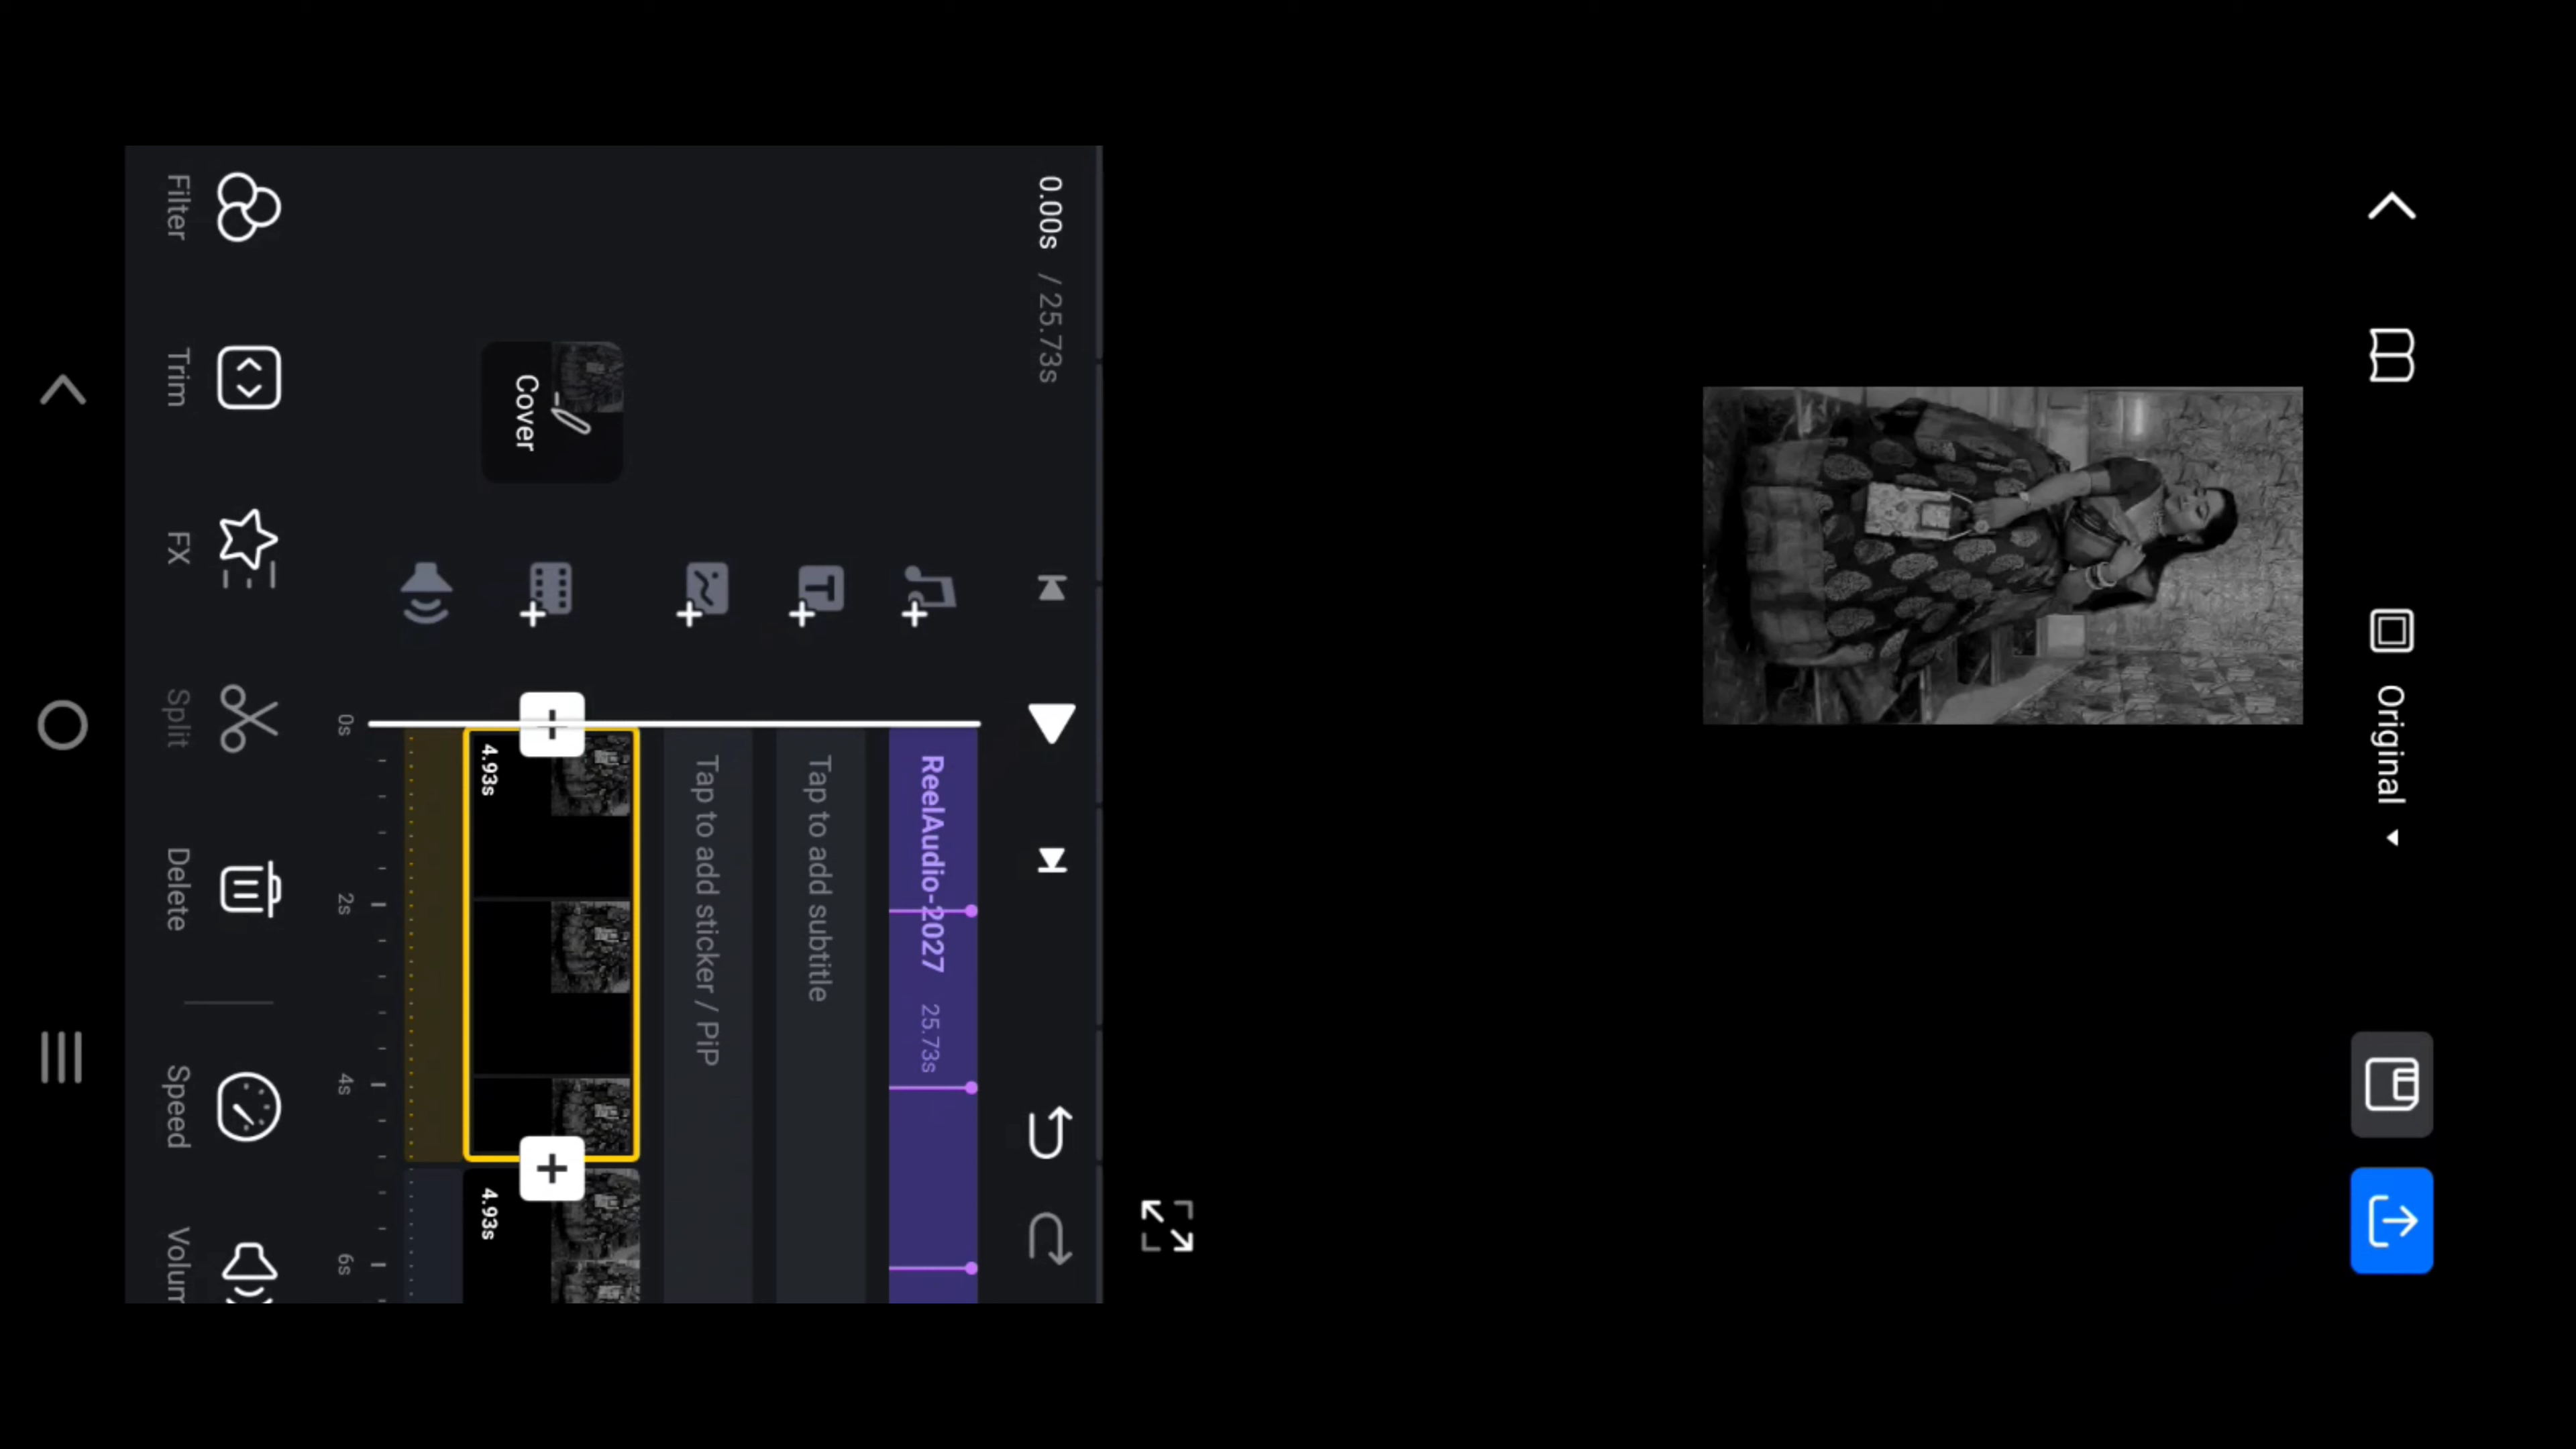 Original
0.00s / 25.73s
ReelAudio-2027 25.73s
Tap to add subtitle
Tap to add sticker / PiP
Cover
4.93s
4.93s
0s 2s 4s 6s
Filter Trim FX Split Delete Speed Volum